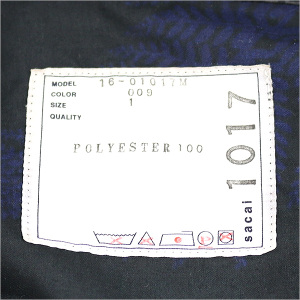 MODEL 16-01017M
COLOR 009
SIZE 1
QUALITY
POLYESTER 100
sacai 1017